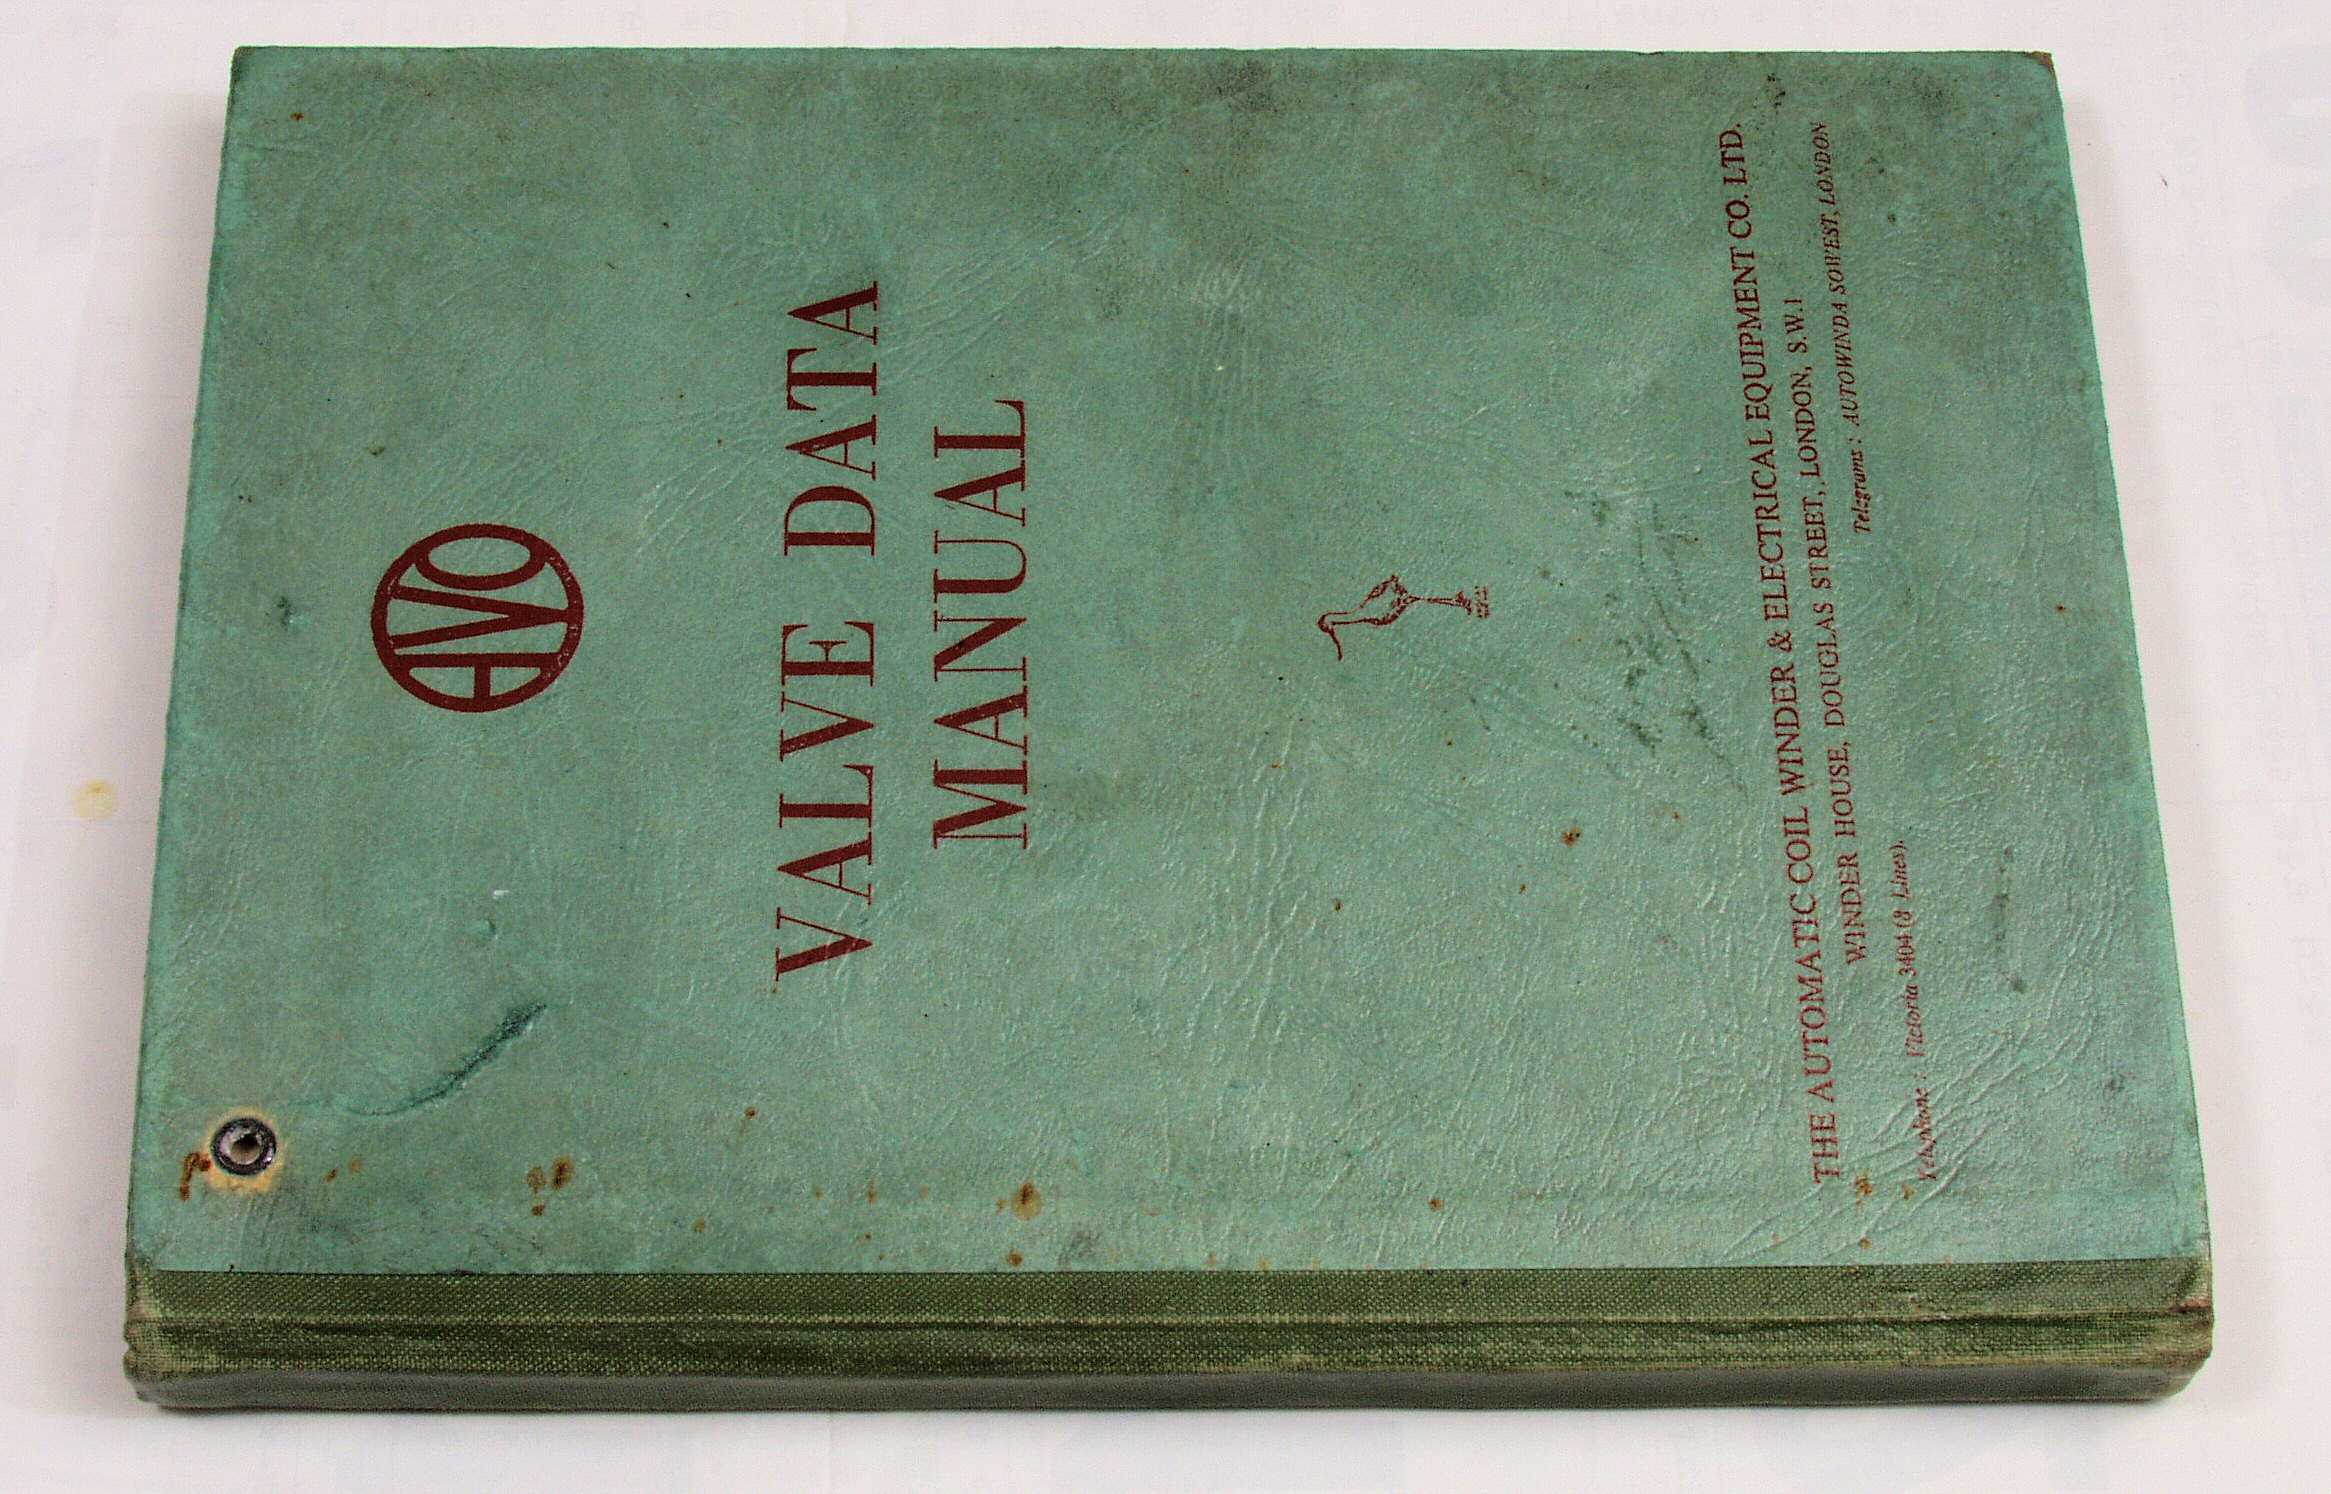 AVO
VALVE DATA
MANUAL
THE AUTOMATIC COIL WINDER & ELECTRICAL EQUIPMENT CO. LTD.
WINDER HOUSE, DOUGLAS STREET, LONDON, S.W.1
Telephone : Victoria 3404 (8 Lines). Telegrams : AUTOWINDA SOWEST, LONDON